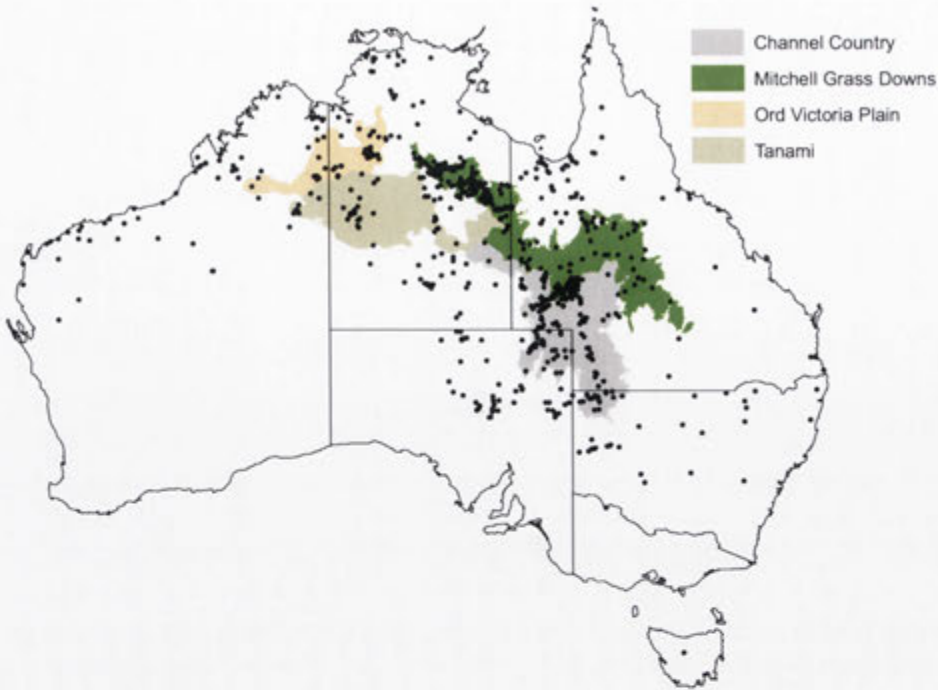 Channel Country
Mitchell Grass Downs
Ord Victoria Plain
Tanami